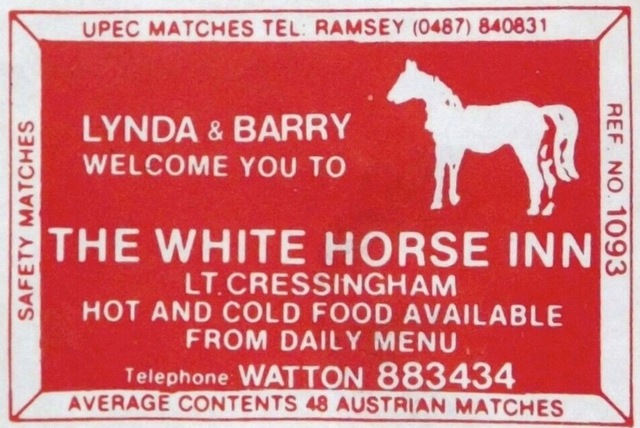 UPEC MATCHES TEL: RAMSEY (0487) 840831
SAFETY MATCHES
LYNDA & BARRY
WELCOME YOU TO
THE WHITE HORSE INN
LT. CRESSINGHAM
HOT AND COLD FOOD AVAILABLE
FROM DAILY MENU
Telephone: WATTON 883434
REF. NO. 1093
AVERAGE CONTENTS 48 AUSTRIAN MATCHES